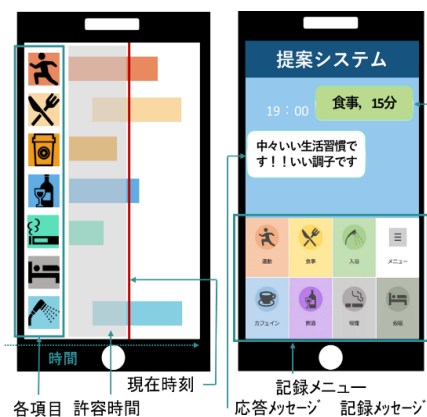 提案システム
食事, 15分
19：00
中々いい生活習慣で
す！！いい調子です
運動
食事
入浴
メニュー
カフェイン
飲酒
喫煙
仮眠
時間
現在時刻
各項目
許容時間
記録メニュー
応答メッセージ
記録メッセージ